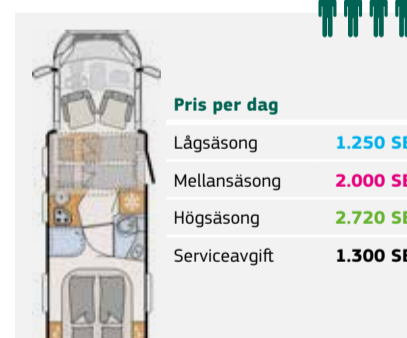 Pris per dag
Lågsäsong 1.250 SE
Mellansäsong 2.000 SE
Högsäsong 2.720 SE
Serviceavgift 1.300 SE